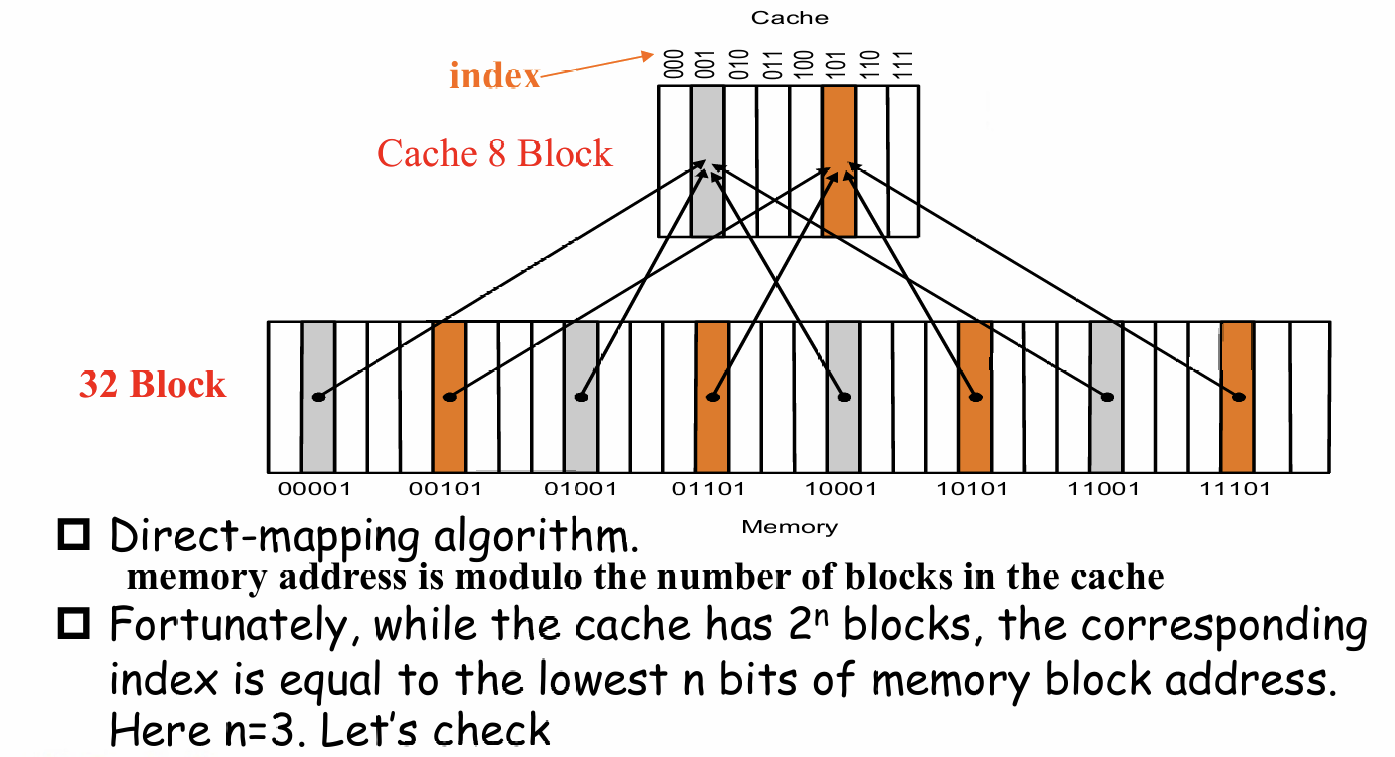 Cache
index
000 001 010 011 100 101 110 111
Cache 8 Block
32 Block
00001 00101 01001 01101 10001 10101 11001 11101
Memory
Direct-mapping algorithm.
memory address is modulo the number of blocks in the cache
Fortunately, while the cache has 2ⁿ blocks, the corresponding
index is equal to the lowest n bits of memory block address.
Here n=3. Let's check